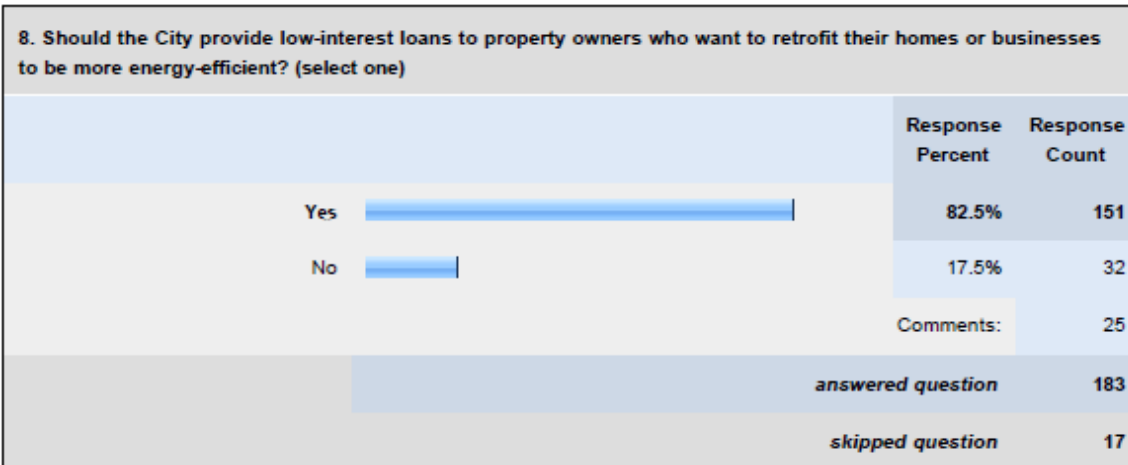 8. Should the City provide low-interest loans to property owners who want to retrofit their homes or businesses
to be more energy-efficient? (select one)
Response Percent Response Count
Yes 82.5% 151
No 17.5% 32
Comments: 25
answered question 183
skipped question 17